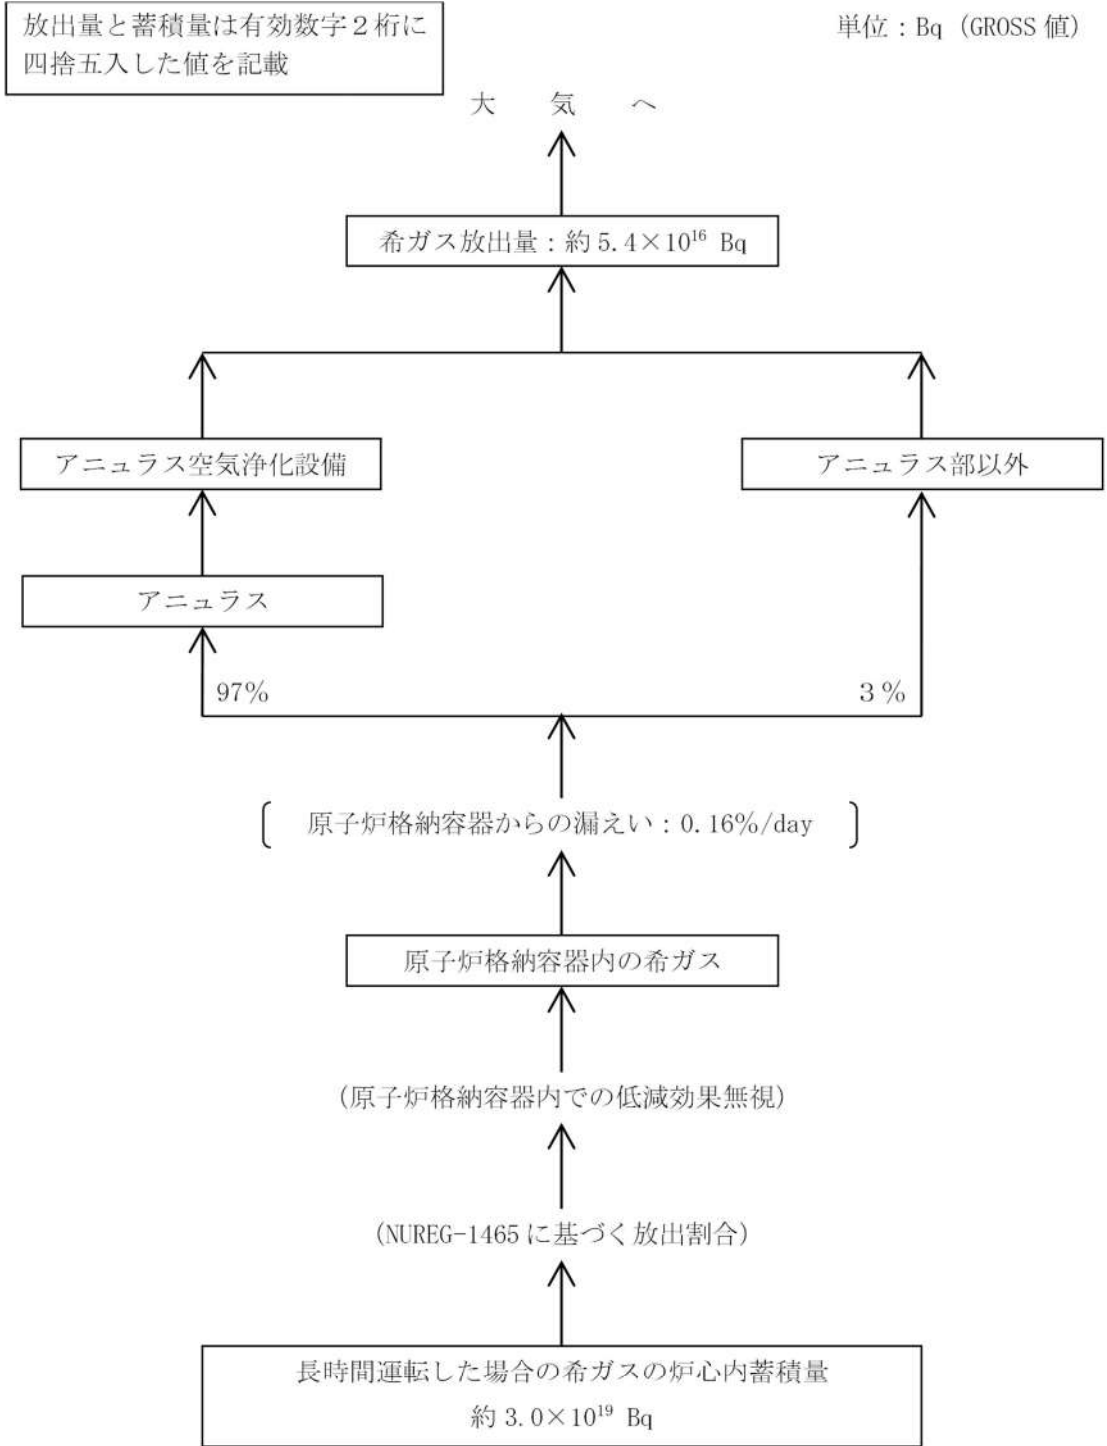 放出量と蓄積量は有効数字２桁に
四捨五入した値を記載
単位：Bq（GROSS 値）
大　気　へ
希ガス放出量：約 5.4×10¹⁶ Bq
アニュラス空気浄化設備
アニュラス部以外
アニュラス
97％
３％
原子炉格納容器からの漏えい：0.16％/day
原子炉格納容器内の希ガス
（原子炉格納容器内での低減効果無視）
（NUREG-1465 に基づく放出割合）
長時間運転した場合の希ガスの炉心内蓄積量
約 3.0×10¹⁹ Bq